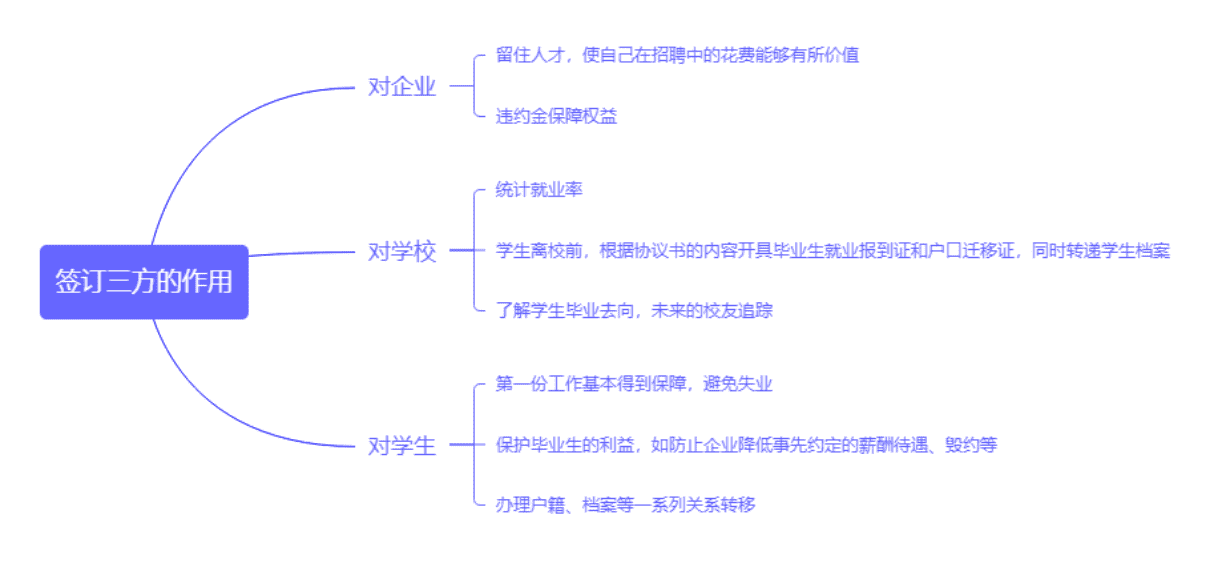 签订三方的作用
对企业
留住人才，使自己在招聘中的花费能够有所价值
违约金保障权益
对学校
统计就业率
学生离校前，根据协议书的内容开具毕业生就业报到证和户口迁移证，同时转递学生档案
了解学生毕业去向，未来的校友追踪
对学生
第一份工作基本得到保障，避免失业
保护毕业生的利益，如防止企业降低事先约定的薪酬待遇、毁约等
办理户籍、档案等一系列关系转移